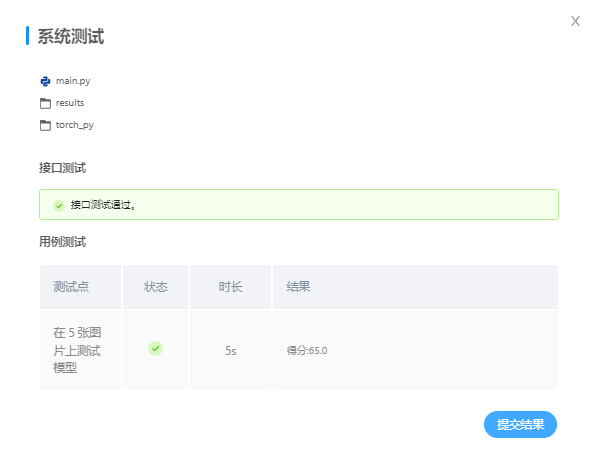 X
系统测试
main.py
results
torch_py
接口测试
接口测试通过。
用例测试
测试点 状态 时长 结果
在 5 张图
片上测试
模型
5s
得分:65.0
提交结果